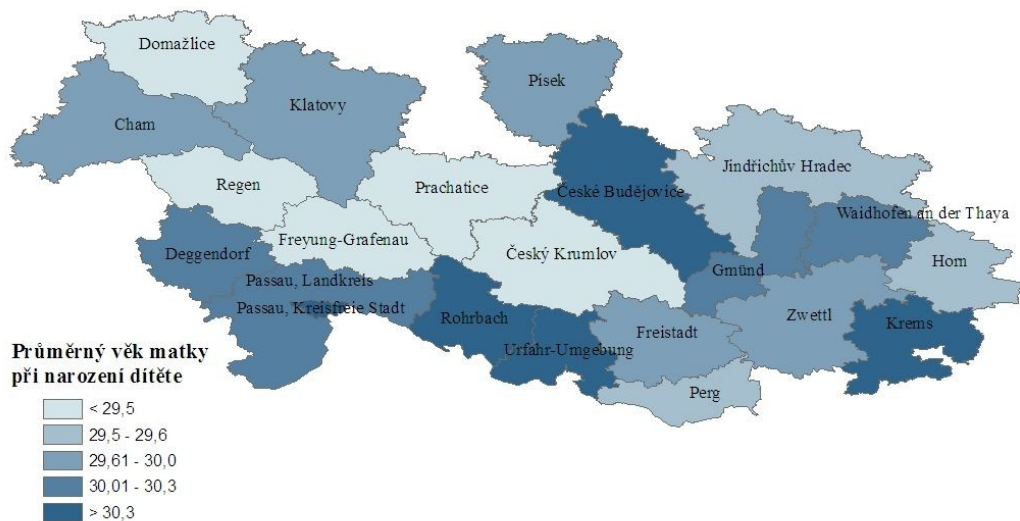 Domažlice
Písek
Klatovy
Cham
Jindřichův Hradec
Regen
Prachatice
České Budějovice
Waidhofen an der Thaya
Freyung-Grafenau
Deggendorf
Český Krumlov
Horn
Gmünd
Passau, Landkreis
Passau, Kreisfreie Stadt
Rohrbach
Zwettl
Krems
Freistadt
Urfahr-Umgebung
Perg
Průměrný věk matky
při narození dítěte
< 29,5
29,5 - 29,6
29,61 - 30,0
30,01 - 30,3
> 30,3